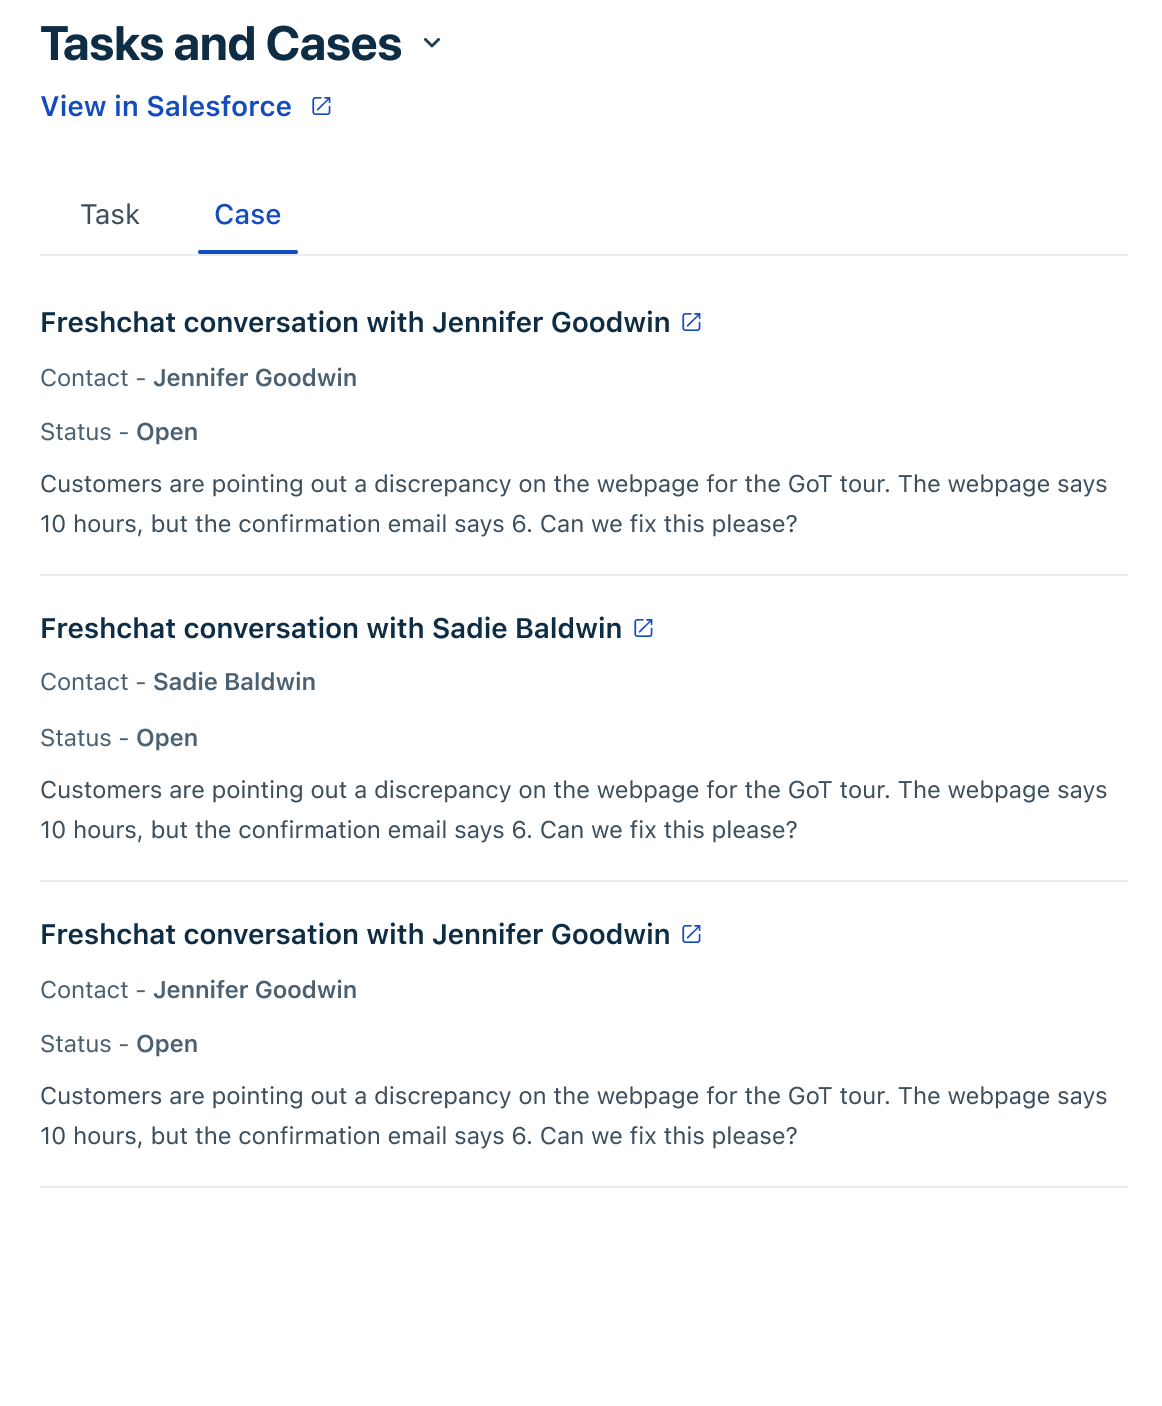 Tasks and Cases
View in Salesforce
Task
Case
Freshchat conversation with Jennifer Goodwin
Contact - Jennifer Goodwin
Status - Open
Customers are pointing out a discrepancy on the webpage for the GoT tour. The webpage says
10 hours, but the confirmation email says 6. Can we fix this please?
Freshchat conversation with Sadie Baldwin
Contact - Sadie Baldwin
Status - Open
Customers are pointing out a discrepancy on the webpage for the GoT tour. The webpage says
10 hours, but the confirmation email says 6. Can we fix this please?
Freshchat conversation with Jennifer Goodwin
Contact - Jennifer Goodwin
Status - Open
Customers are pointing out a discrepancy on the webpage for the GoT tour. The webpage says
10 hours, but the confirmation email says 6. Can we fix this please?